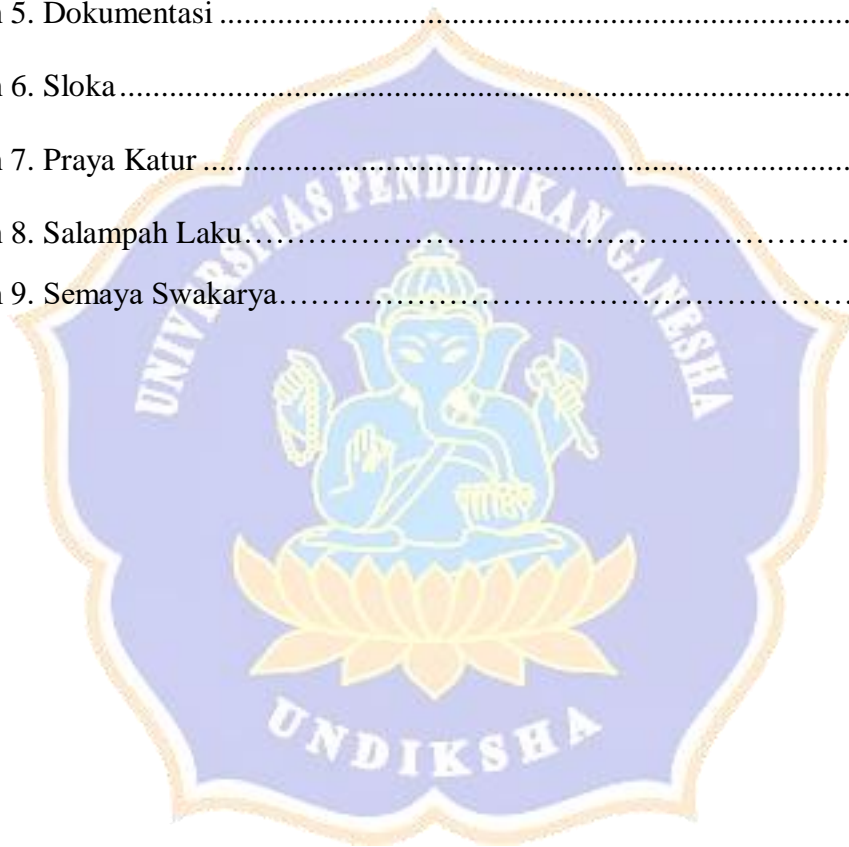 n 5. Dokumentasi ..........................................................................................
n 6. Sloka ........................................................................................................
n 7. Praya Katur ............................................................................................
n 8. Salampah Laku……………………………………………………
n 9. Semaya Swakarya…………………………………………………
UNIVERSITAS PENDIDIKAN GANESHA
UNDIKSHA